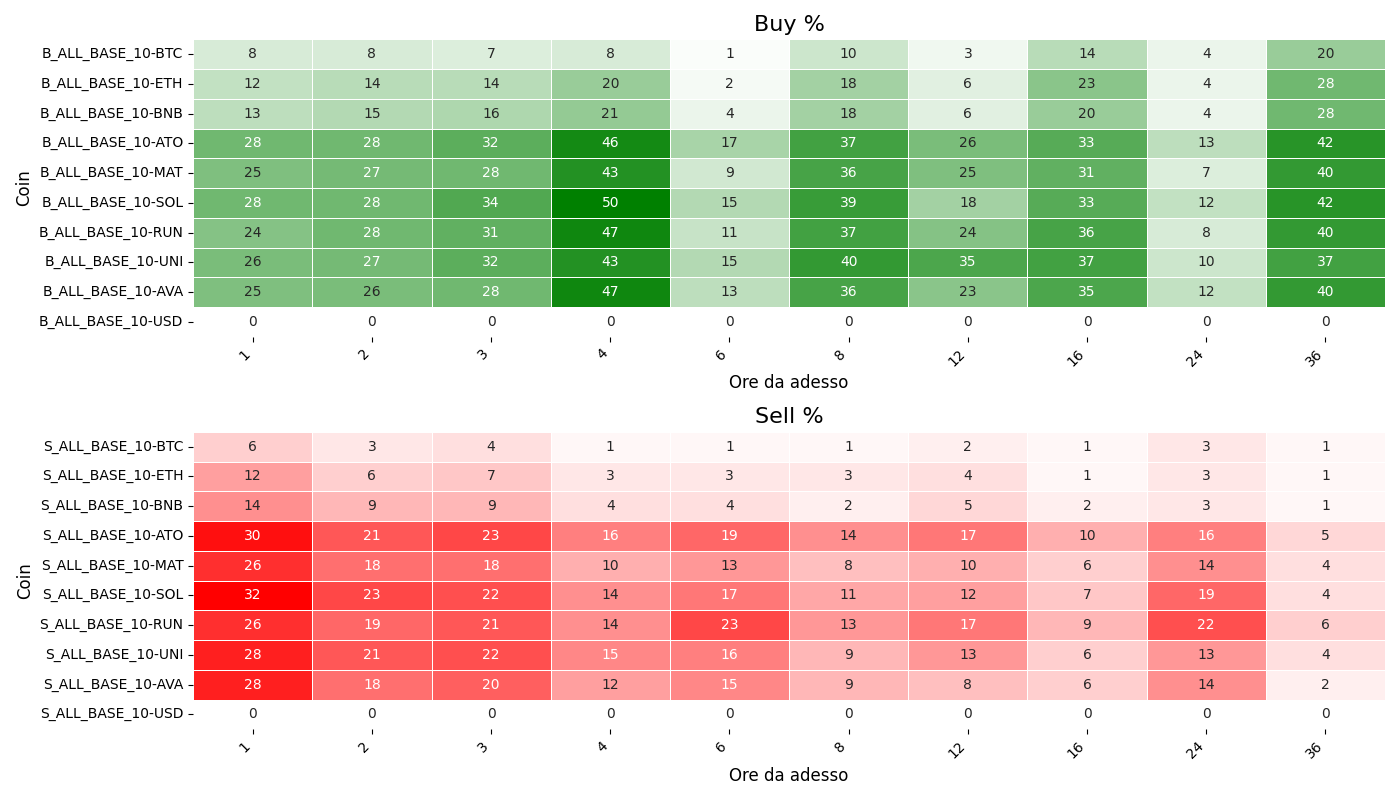 Buy %
Coin
B_ALL_BASE_10-BTC 8 8 7 8 1 10 3 14 4 20
B_ALL_BASE_10-ETH 12 14 14 20 2 18 6 23 4 28
B_ALL_BASE_10-BNB 13 15 16 21 4 18 6 20 4 28
B_ALL_BASE_10-ATO 28 28 32 46 17 37 26 33 13 42
B_ALL_BASE_10-MAT 25 27 28 43 9 36 25 31 7 40
B_ALL_BASE_10-SOL 28 28 34 50 15 39 18 33 12 42
B_ALL_BASE_10-RUN 24 28 31 47 11 37 24 36 8 40
B_ALL_BASE_10-UNI 26 27 32 43 15 40 35 37 10 37
B_ALL_BASE_10-AVA 25 26 28 47 13 36 23 35 12 40
B_ALL_BASE_10-USD 0 0 0 0 0 0 0 0 0 0
1 2 3 4 6 8 12 16 24 36
Ore da adesso
Sell %
Coin
S_ALL_BASE_10-BTC 6 3 4 1 1 1 2 1 3 1
S_ALL_BASE_10-ETH 12 6 7 3 3 3 4 1 3 1
S_ALL_BASE_10-BNB 14 9 9 4 4 2 5 2 3 1
S_ALL_BASE_10-ATO 30 21 23 16 19 14 17 10 16 5
S_ALL_BASE_10-MAT 26 18 18 10 13 8 10 6 14 4
S_ALL_BASE_10-SOL 32 23 22 14 17 11 12 7 19 4
S_ALL_BASE_10-RUN 26 19 21 14 23 13 17 9 22 6
S_ALL_BASE_10-UNI 28 21 22 15 16 9 13 6 13 4
S_ALL_BASE_10-AVA 28 18 20 12 15 9 8 6 14 2
S_ALL_BASE_10-USD 0 0 0 0 0 0 0 0 0 0
1 2 3 4 6 8 12 16 24 36
Ore da adesso